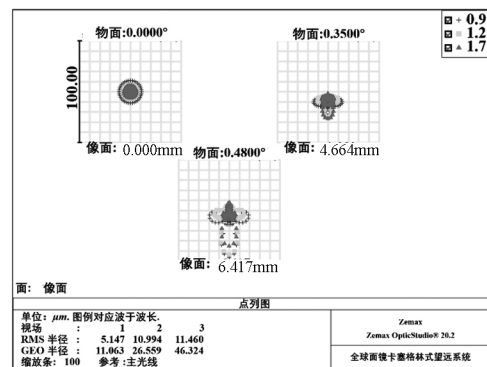 物面:0.0000°
物面:0.3500°
+ 0.9
1.2
1.7
100.00
像面: 0.000mm
像面: 4.664mm
物面:0.4800°
像面: 6.417mm
面: 像面
点列图
单位: μm. 图例对应波于波长.
视场 : 1 2 3
RMS 半径 : 5.147 10.994 11.460
GEO 半径 : 11.063 26.559 46.324
缩放条: 100 参考 :主光线
Zemax
Zemax OpticStudio® 20.2
全球面镜卡塞格林式望远系统